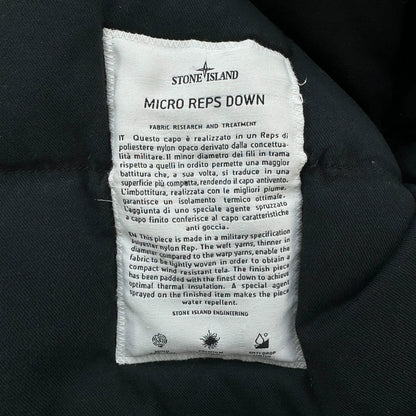 STONE ISLAND
MICRO REPS DOWN
FABRIC RESEARCH AND TREATMENT
IT Questo capo è realizzato in un Reps di
poliestere nylon opaco derivato dalla concettua-
lità militare. Il minor diametro dei fili in trama
rispetto a quelli in ordito permette una maggior
battitura che, a sua volta, si traduce in una
superficie più compatta, rendendo il capo antivento.
L'imbottitura, realizzata con le migliori piume,
garantisce un isolamento termico ottimale.
L'aggiunta di uno speciale agente spruzzato
a capo finito conferisce al capo caratteristiche
anti goccia.
EN This piece is made in a military specification
Polyester nylon Rep. The weft yarns, thinner in
diameter compared to the warp yarns, enable the
fabric to be tightly woven in order to obtain a
compact wind resistant tela. The finish piece
has been padded with the finest down to achieve
optimal thermal insulation. A special agent
sprayed on the finished item makes the piece
water repellent.
STONE ISLAND ENGINEERING
WIND
PREMIUM
ANTI DROP